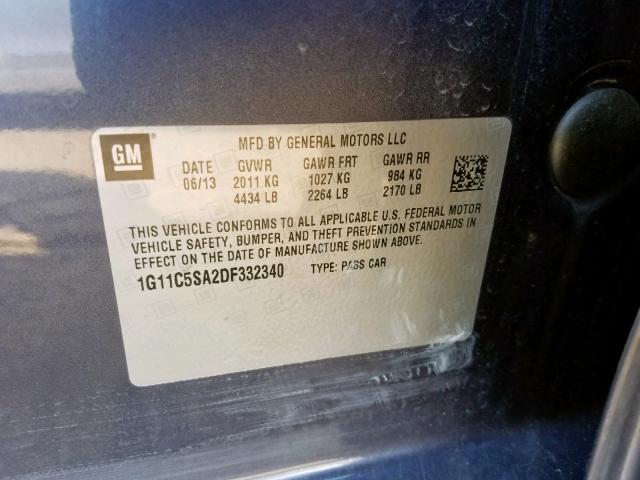 GM
MFD BY GENERAL MOTORS LLC
DATE GVWR GAWR FRT GAWR RR
06/13 2011 KG 1027 KG 984 KG
4434 LB 2264 LB 2170 LB
THIS VEHICLE CONFORMS TO ALL APPLICABLE U.S. FEDERAL MOTOR
VEHICLE SAFETY, BUMPER, AND THEFT PREVENTION STANDARDS IN
EFFECT ON THE DATE OF MANUFACTURE SHOWN ABOVE.
1G11C5SA2DF332340 TYPE: PASS CAR